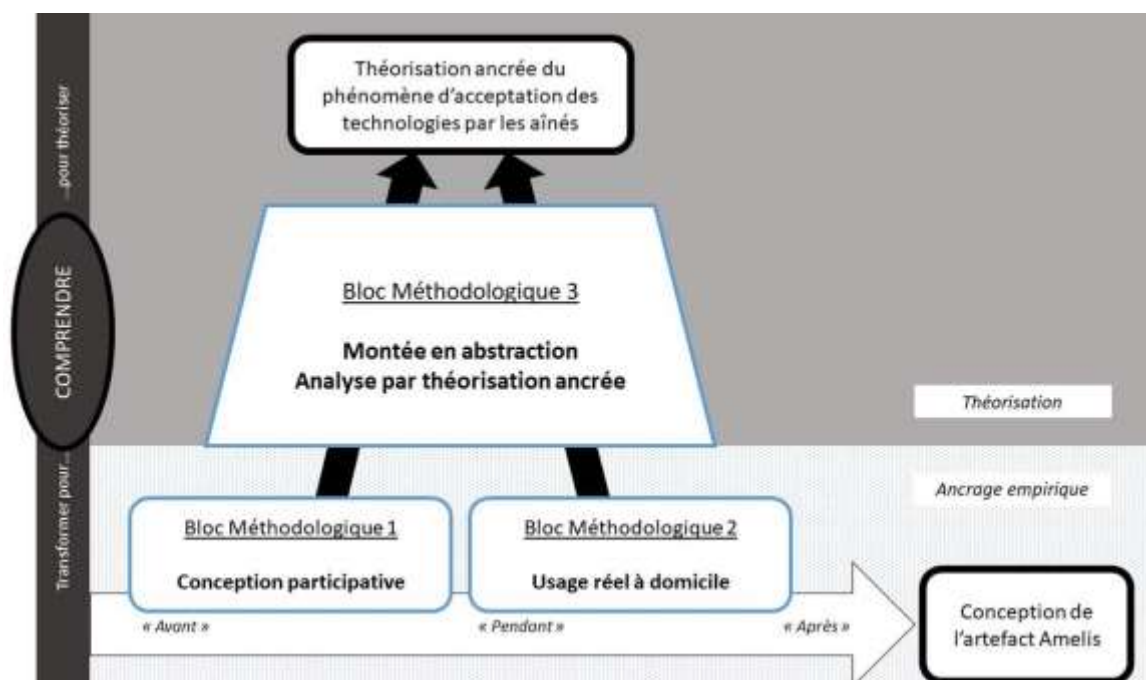 Théorisation ancrée du
phénomène d'acceptation des
technologies par les aînés
...pour théoriser
COMPRENDRE
Transformer pour...
Bloc Méthodologique 3
Montée en abstraction
Analyse par théorisation ancrée
Théorisation
Ancrage empirique
Bloc Méthodologique 1
Conception participative
Bloc Méthodologique 2
Usage réel à domicile
« Avant »
« Pendant »
« Après »
Conception de
l'artefact Amelis